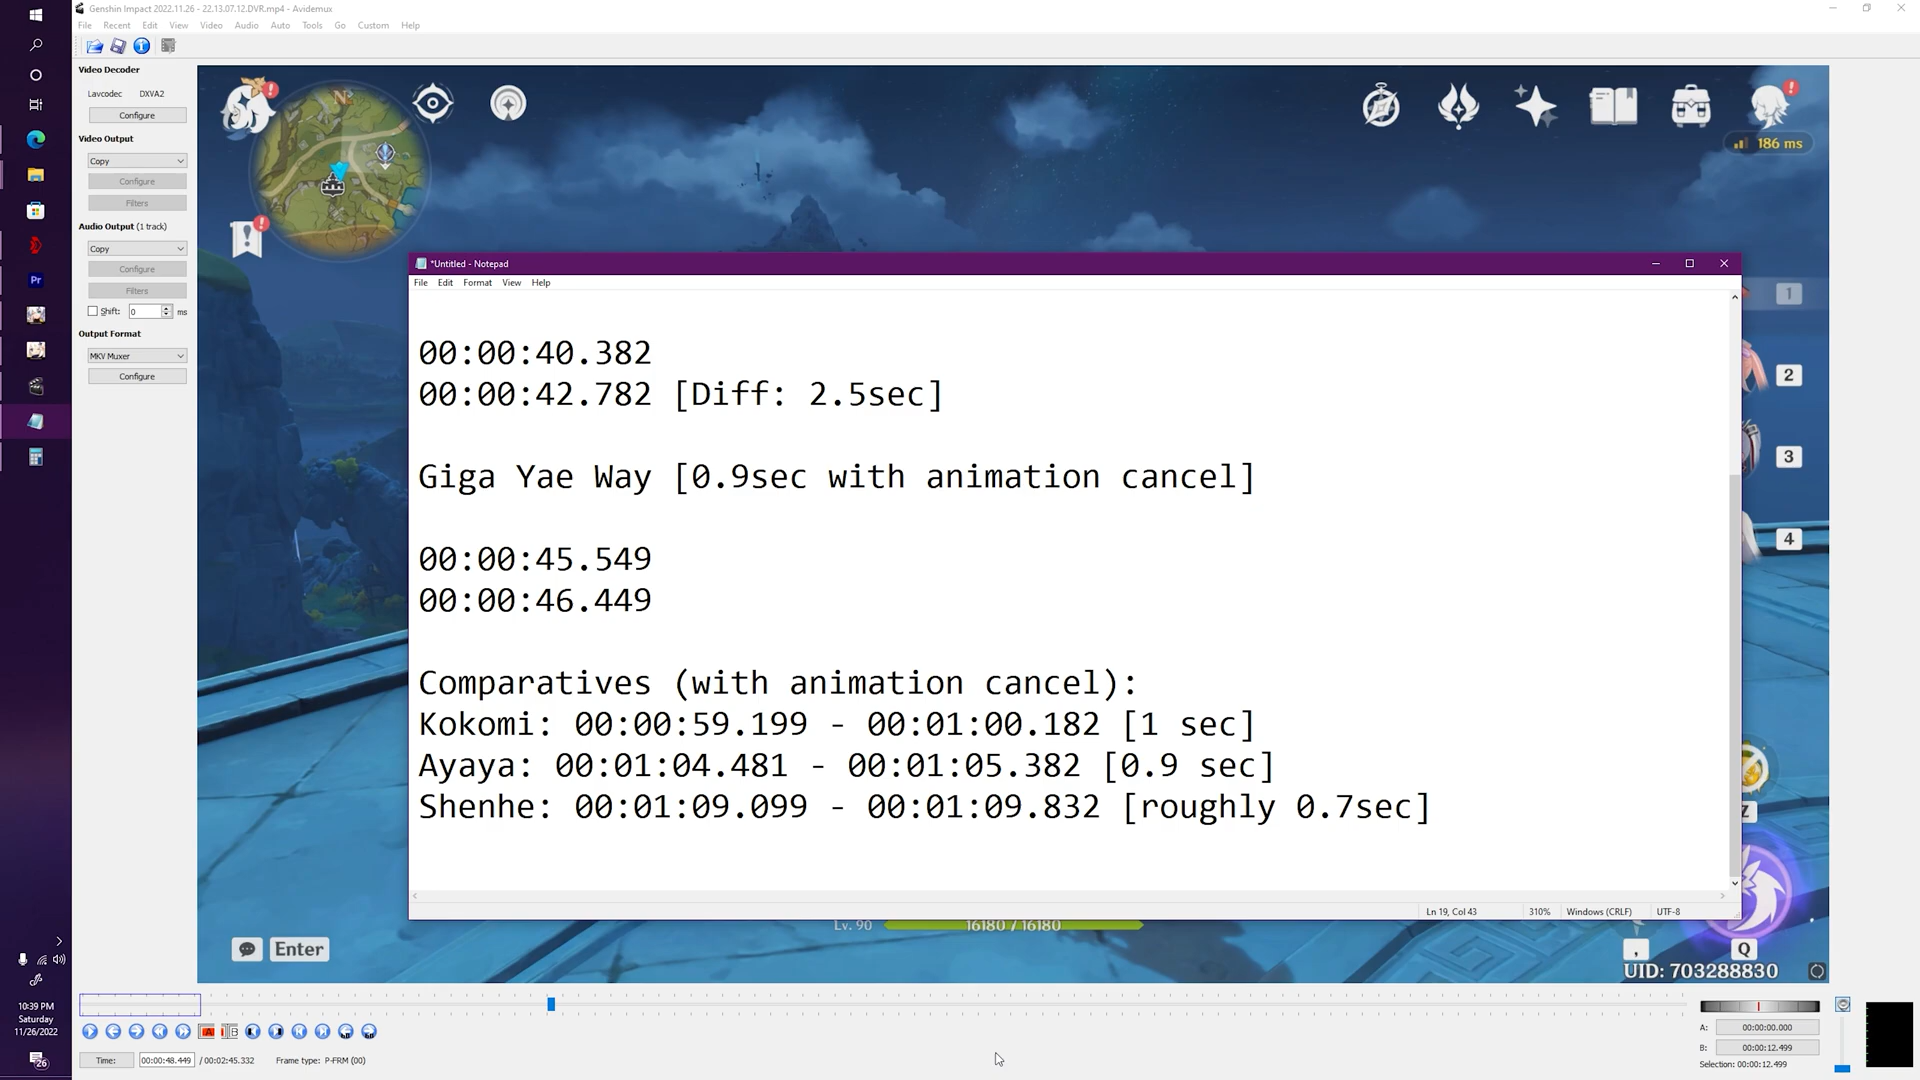 Genshin Impact 2022.11.26 - 22.13.07.12.DVR.mp4 - Avidemux
File Recent Edit View Video Audio Auto Tools Go Custom Help
Video Decoder
Lavcodec DXVA2
Configure
Video Output
Copy
Configure
Filters
Audio Output (1 track)
Copy
Configure
Filters
Shift: 0 ms
Output Format
MKV Muxer
Configure
N
186 ms
*Untitled - Notepad
File Edit Format View Help
00:00:40.382
00:00:42.782 [Diff: 2.5sec]
Giga Yae Way [0.9sec with animation cancel]
00:00:45.549
00:00:46.449
Comparatives (with animation cancel):
Kokomi: 00:00:59.199 - 00:01:00.182 [1 sec]
Ayaya: 00:01:04.481 - 00:01:05.382 [0.9 sec]
Shenhe: 00:01:09.099 - 00:01:09.832 [roughly 0.7sec]
Ln 19, Col 43 310% Windows (CRLF) UTF-8
1
2
3
4
Z
Q
Lv. 90 16180 / 16180
Enter
UID: 703288830
Pr
10:39 PM
Saturday
11/26/2022
26
A B
Time: 00:00:48.449 / 00:02:45.332 Frame type: P-FRM (00)
A: 00:00:00.000
B: 00:00:12.499
Selection: 00:00:12.499